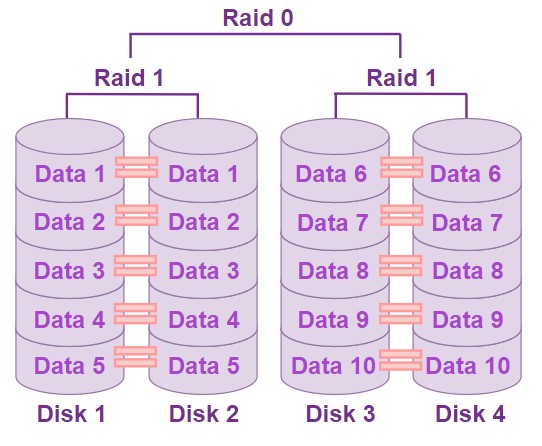 Raid 0
Raid 1 Raid 1
Data 1 Data 1 Data 6 Data 6
Data 2 Data 2 Data 7 Data 7
Data 3 Data 3 Data 8 Data 8
Data 4 Data 4 Data 9 Data 9
Data 5 Data 5 Data 10 Data 10
Disk 1 Disk 2 Disk 3 Disk 4